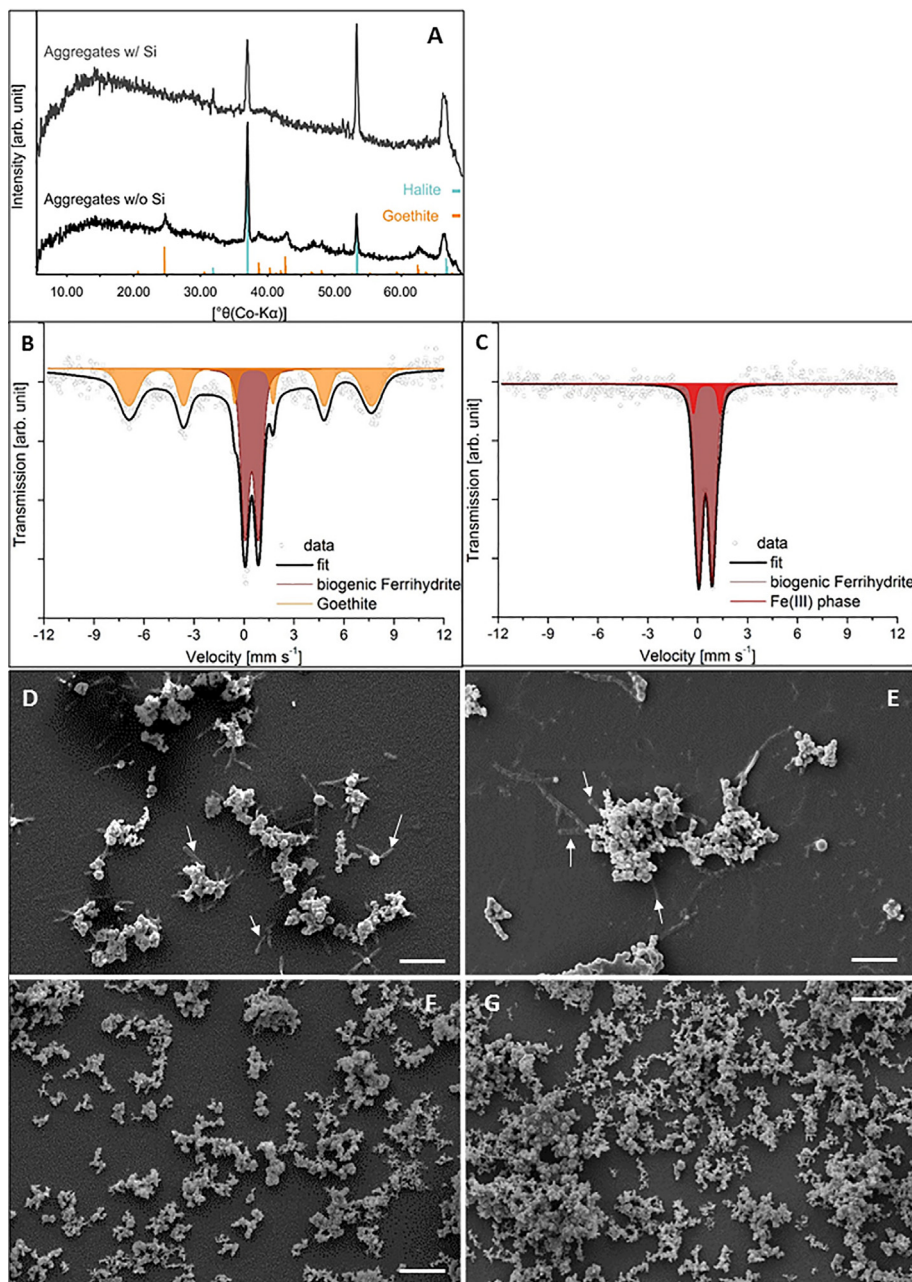 A
Aggregates w/ Si
Intensity [arb. unit]
Aggregates w/o Si
Halite
Goethite
10.00 20.00 30.00 40.00 50.00 60.00
[°θ(Co-Kα)]
B
Transmission [arb. unit]
data
fit
biogenic Ferrihydrite
Goethite
-12 -9 -6 -3 0 3 6 9 12
Velocity [mm s-1]
C
Transmission [arb. unit]
data
fit
biogenic Ferrihydrite
Fe(III) phase
-12 -9 -6 -3 0 3 6 9 12
Velocity [mm s-1]
D
E
F
G